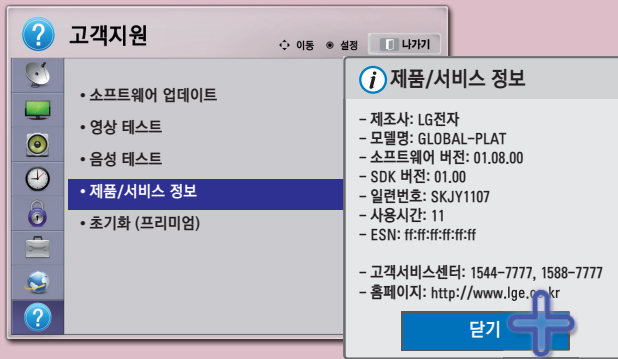 고객지원
이동 ⦿ 설정 나가기
• 소프트웨어 업데이트
• 영상 테스트
• 음성 테스트
• 제품/서비스 정보
• 초기화 (프리미엄)
제품/서비스 정보
– 제조사: LG전자
– 모델명: GLOBAL-PLAT
– 소프트웨어 버전: 01.08.00
– SDK 버전: 01.00
– 일련번호: SKJY1107
– 사용시간: 11
– ESN: ff:ff:ff:ff:ff:ff
– 고객서비스센터: 1544-7777, 1588-7777
– 홈페이지: http://www.lge.co.kr
닫기